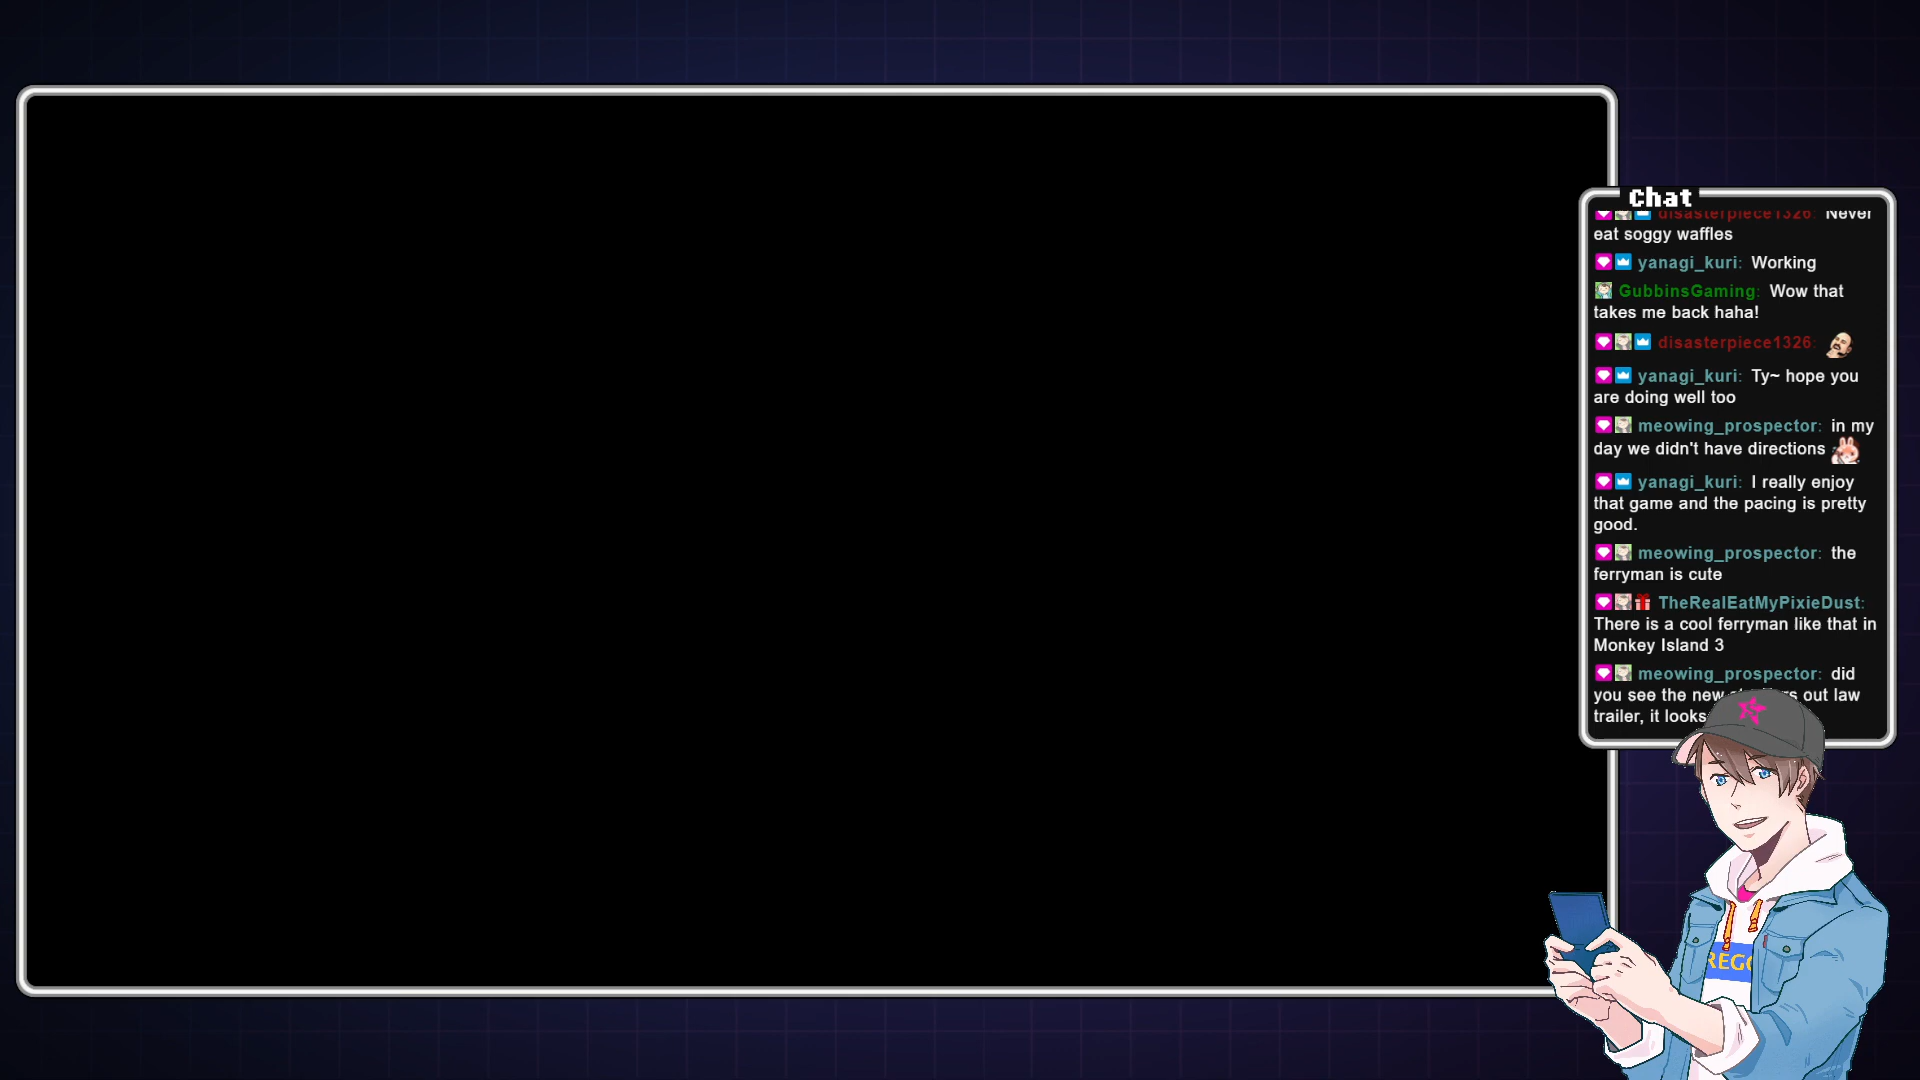 chat
disasterpiece1326: Never
eat soggy waffles
yanagi_kuri: Working
GubbinsGaming: Wow that
takes me back haha!
disasterpiece1326:
yanagi_kuri: Ty~ hope you
are doing well too
meowing_prospector: in my
day we didn't have directions
yanagi_kuri: I really enjoy
that game and the pacing is pretty
good.
meowing_prospector: the
ferryman is cute
TheRealEatMyPixieDust:
There is a cool ferryman like that in
Monkey Island 3
meowing_prospector: did
you see the new out law
trailer, it looks
REGO